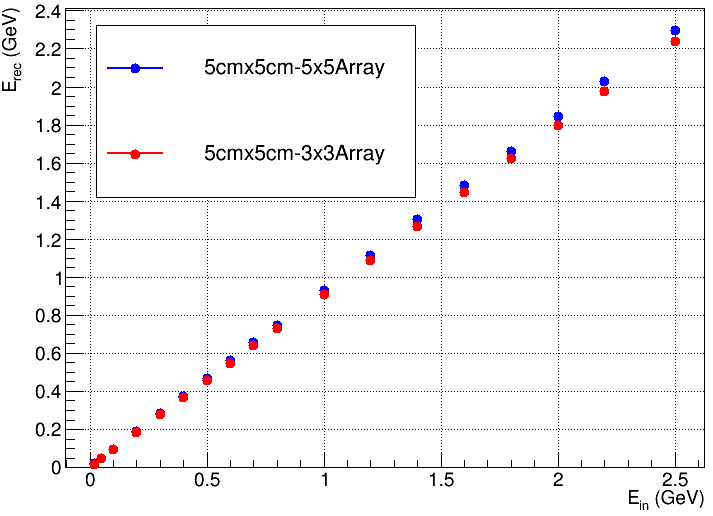 E_rec (GeV)
2.4
2.2
2
1.8
1.6
1.4
1.2
1
0.8
0.6
0.4
0.2
0
5cmx5cm-5x5Array
5cmx5cm-3x3Array
0 0.5 1 1.5 2 2.5
E_in (GeV)